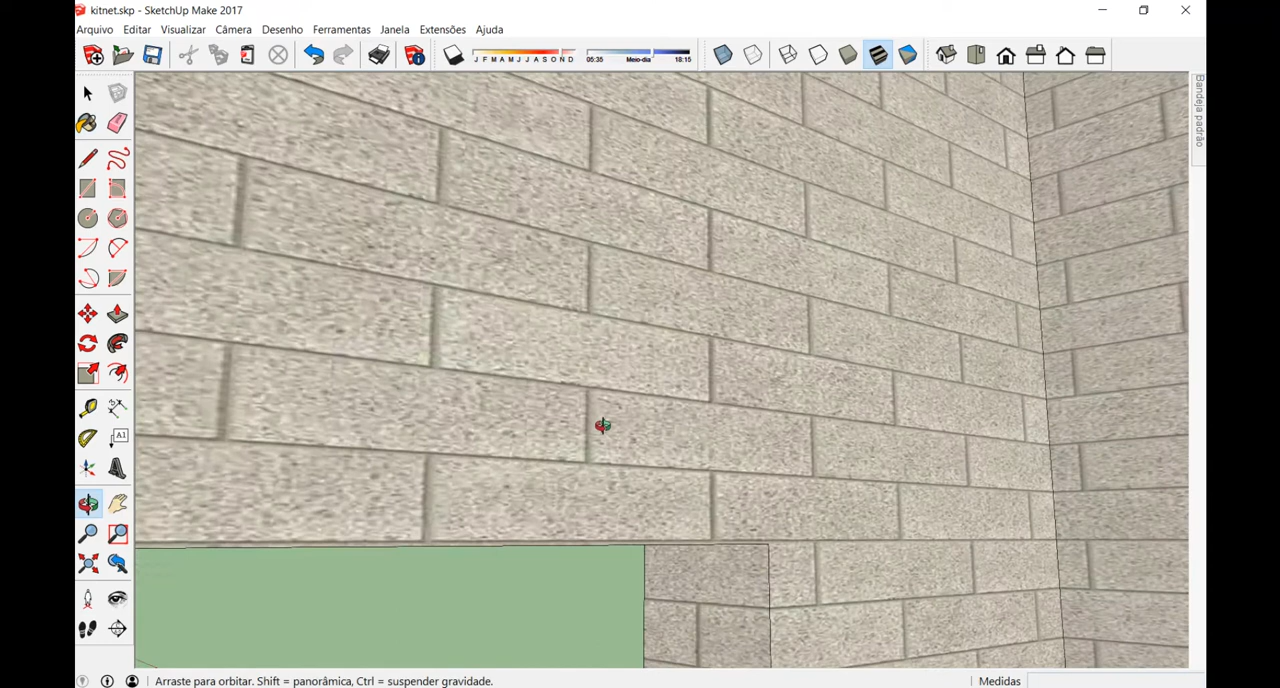 kitnet.skp - SketchUp Make 2017
Arquivo Editar Visualizar Câmera Desenho Ferramentas Janela Extensões Ajuda
J F M A M J J A S O N D 05:35 Meio-dia 18:15
Bandeja padrão
A1
Arraste para orbitar. Shift = panorâmica, Ctrl = suspender gravidade. Medidas